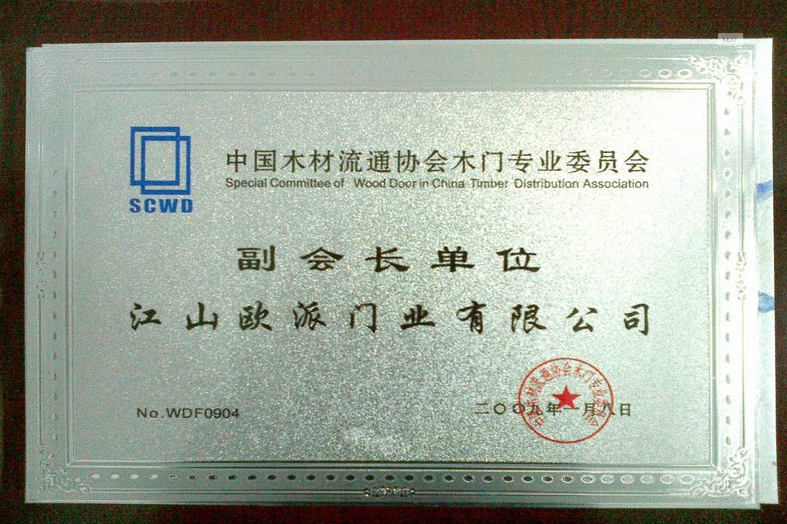 NEXT
中国木材流通协会木门专业委员会
Special Committee of Wood Door in China Timber Distribution Association
SCWD
副会长单位
江山欧派门业有限公司
No.WDF0904
二〇〇九年一月八日